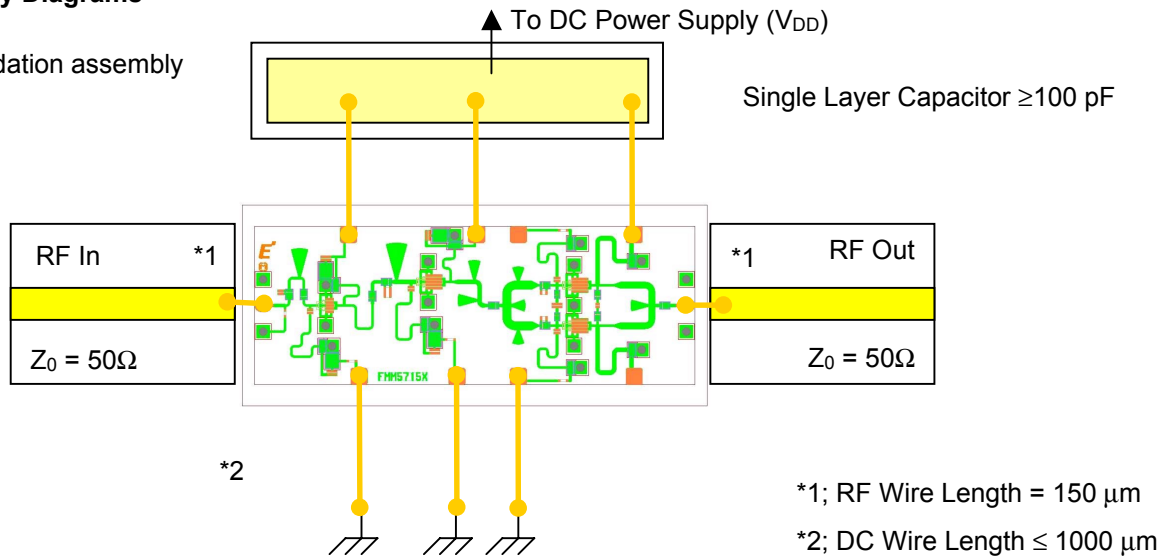 y Diagrams
To DC Power Supply (VDD)
dation assembly
Single Layer Capacitor ≥100 pF
RF In *1
*1 RF Out
Z0 = 50Ω
Z0 = 50Ω
FMM5715X
*2
*1; RF Wire Length = 150 μm
*2; DC Wire Length ≤ 1000 μm